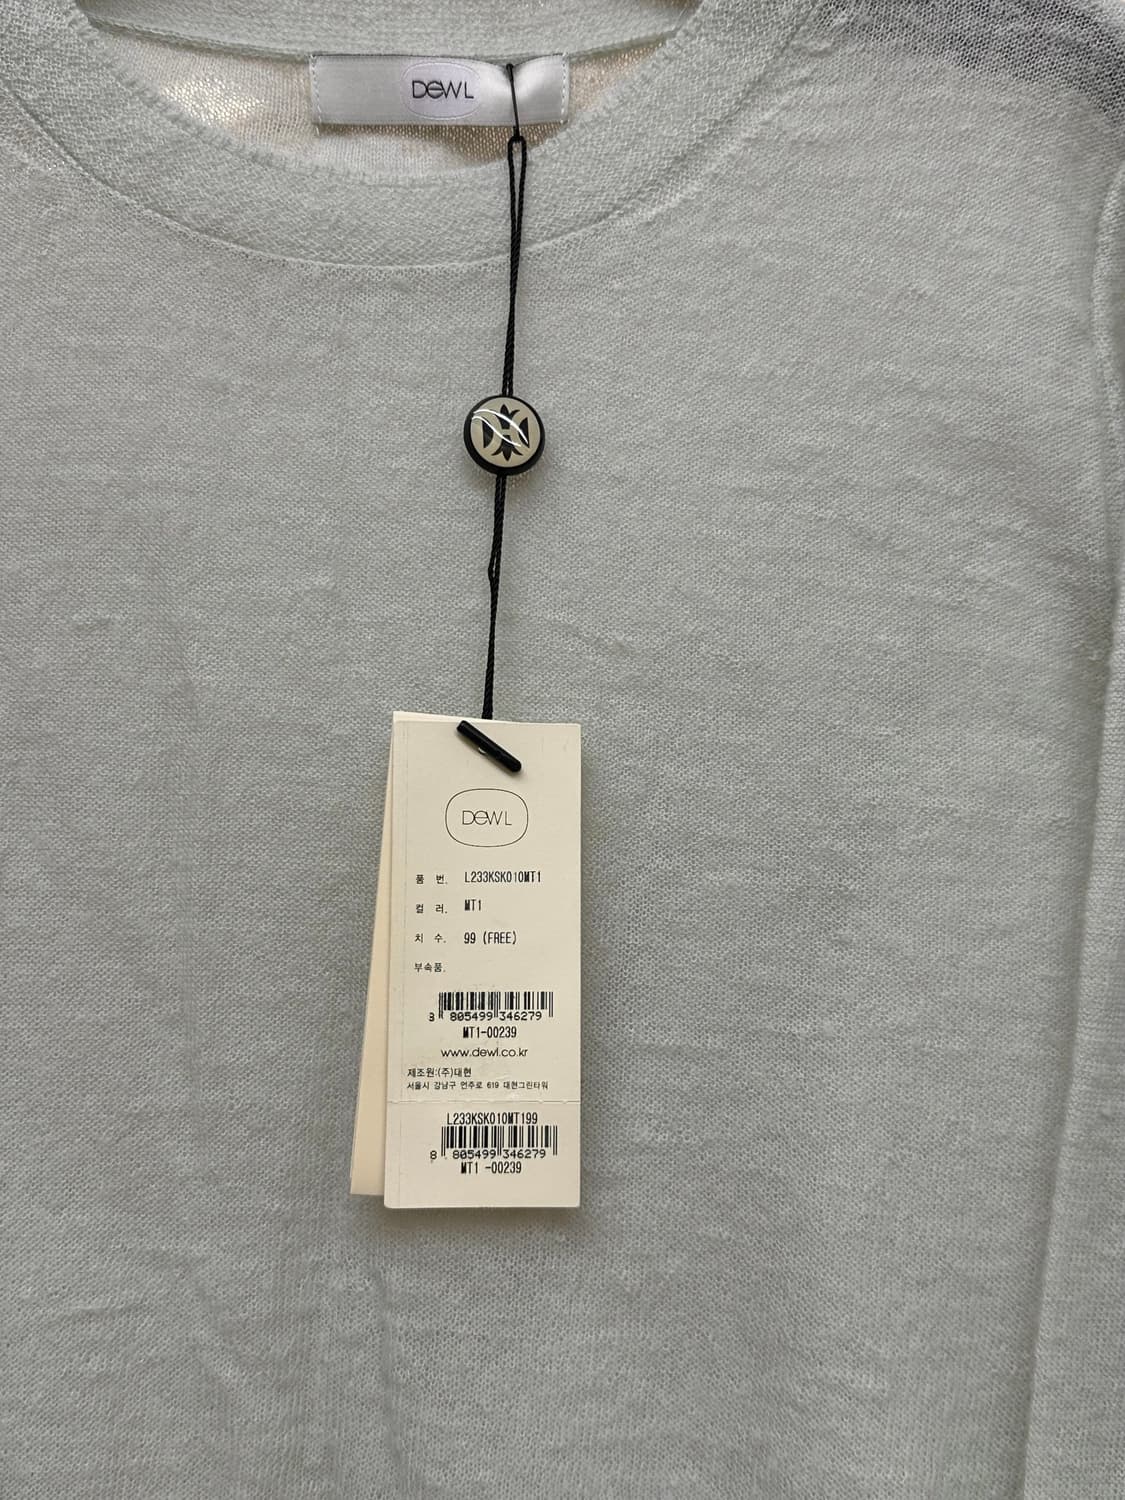 DEWL
DEWL
품 번. L233KSK010MT1
컬 러. MT1
치 수. 99 (FREE)
부속품.
8 805499 346279
MT1-00239
www.dewl.co.kr
제조원:(주)대현
서울시 강남구 언주로 619 대현그린타워
L233KSK010MT199
8 805499 346279
MT1 -00239